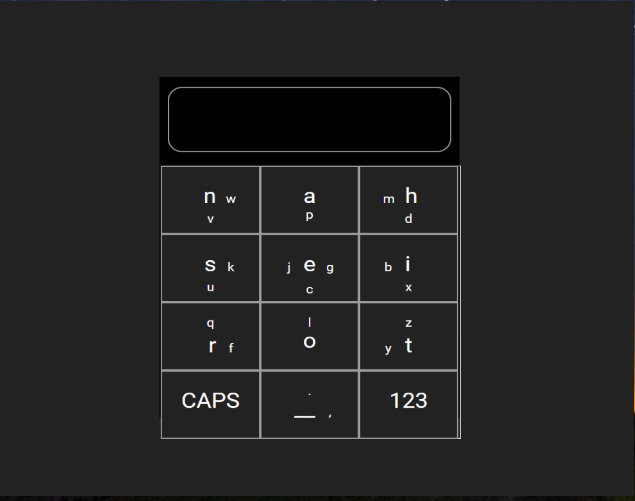 n w a m h
v p d
s k j e g b i
u c x
q l z
r f o y t
CAPS . 123
__ ,